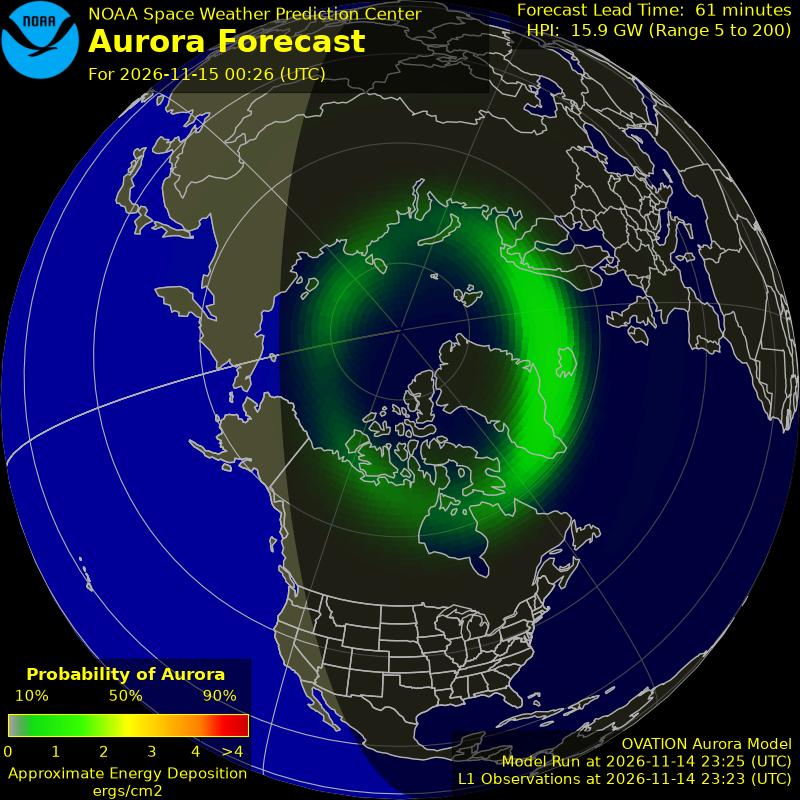 NOAA
NOAA Space Weather Prediction Center
Aurora Forecast
For 2026-11-15 00:26 (UTC)
Forecast Lead Time: 61 minutes
HPI: 15.9 GW (Range 5 to 200)
Probability of Aurora
10% 50% 90%
0 1 2 3 4 >4
Approximate Energy Deposition
ergs/cm2
OVATION Aurora Model
Model Run at 2026-11-14 23:25 (UTC)
L1 Observations at 2026-11-14 23:23 (UTC)